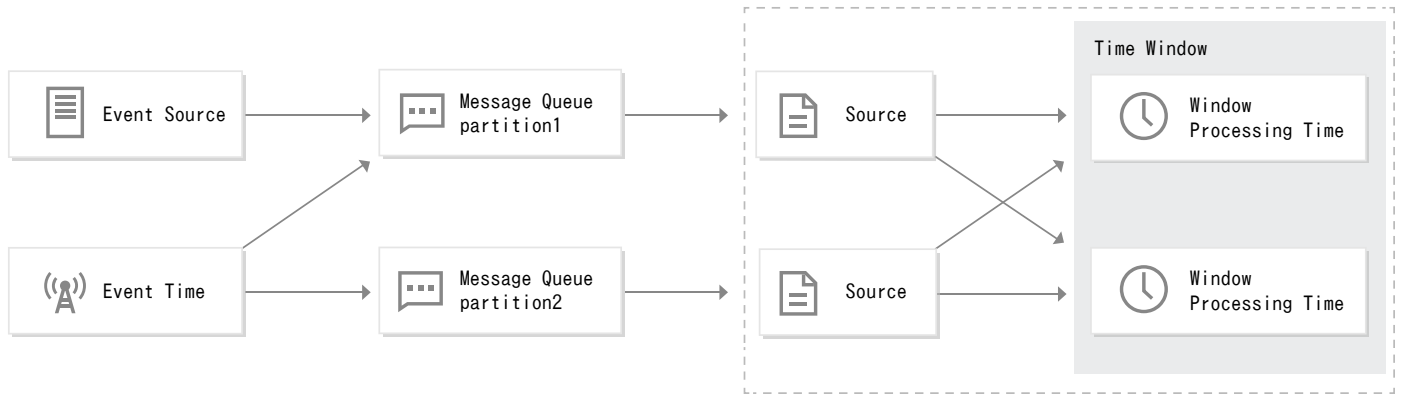 Time Window
Event Source
Message Queue
partition1
Source
Window
Processing Time
Event Time
Message Queue
partition2
Source
Window
Processing Time